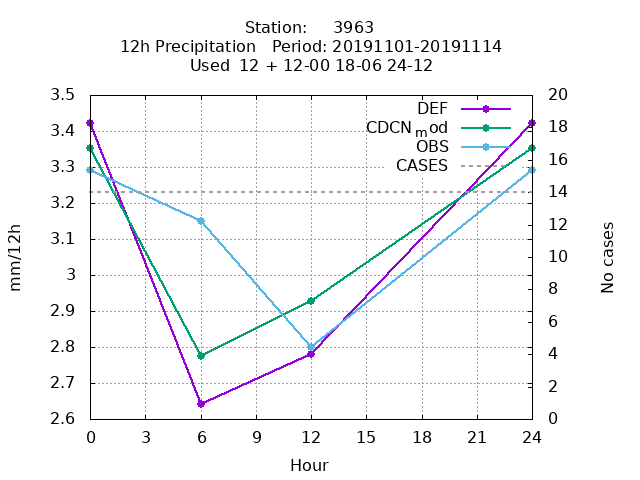 Station: 3963
12h Precipitation Period: 20191101-20191114
Used 12 + 12-00 18-06 24-12
3.5
3.4
3.3
3.2
3.1
3
2.9
2.8
2.7
2.6
mm/12h
DEF
CDCN_mod
OBS
CASES
20
18
16
14
12
10
8
6
4
2
0
No cases
0 3 6 9 12 15 18 21 24
Hour